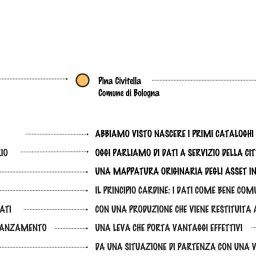 Pina Civitella
Comune di Bologna
ABBIAMO VISTO NASCERE I PRIMI CATALOGHI
OGGI PARLIAMO DI DATI A SERVIZIO DELLA CIT
UNA MAPPATURA ORIGINARIA DEGLI ASSET IN
IL PRINCIPIO CARDINE: I DATI COME BENE COMU
ATI CON UNA PRODUZIONE CHE VIENE RESTITUITA A
ANZAMENTO UNA LEVA CHE PORTA VANTAGGI EFFETTIVI
DA UNA SITUAZIONE DI PARTENZA CON UNA V